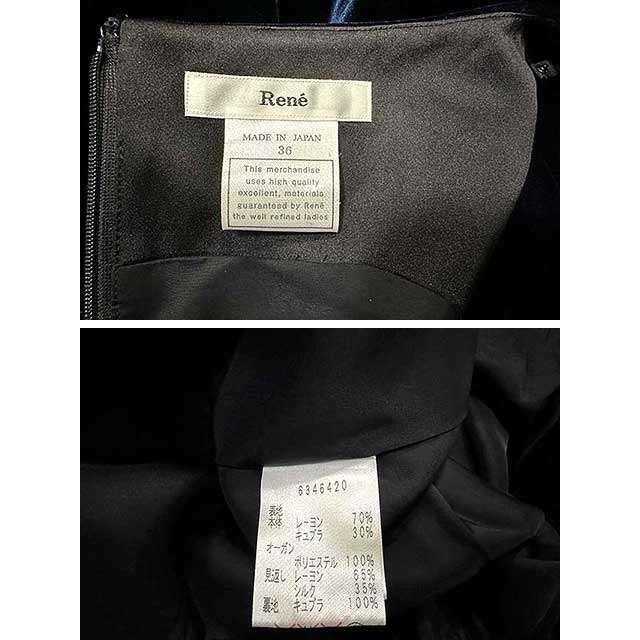 René
MADE IN JAPAN
36
This merchandise
uses high quality
excellent, materials
guaranteed by René
the well refined ladies
6346420
表地
本体 レーヨン 70%
キュプラ 30%
オーガン
ポリエステル 100%
見返し レーヨン 65%
シルク 35%
裏地 キュプラ 100%